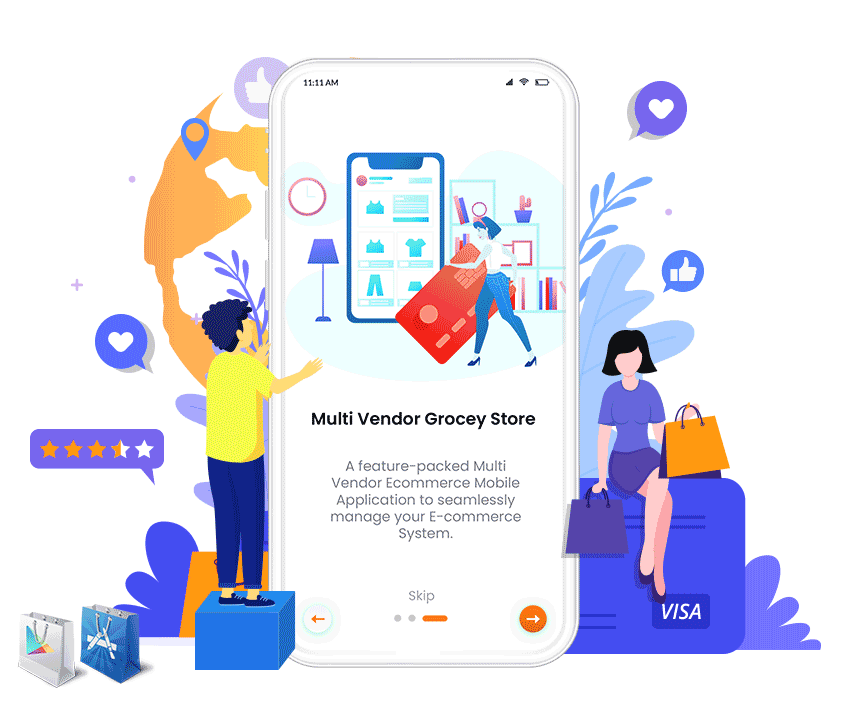 11:11 AM
Multi Vendor Grocey Store
A feature-packed Multi
Vendor Ecommerce Mobile
Application to seamlessly
manage your E-commerce
System.
Skip
VISA